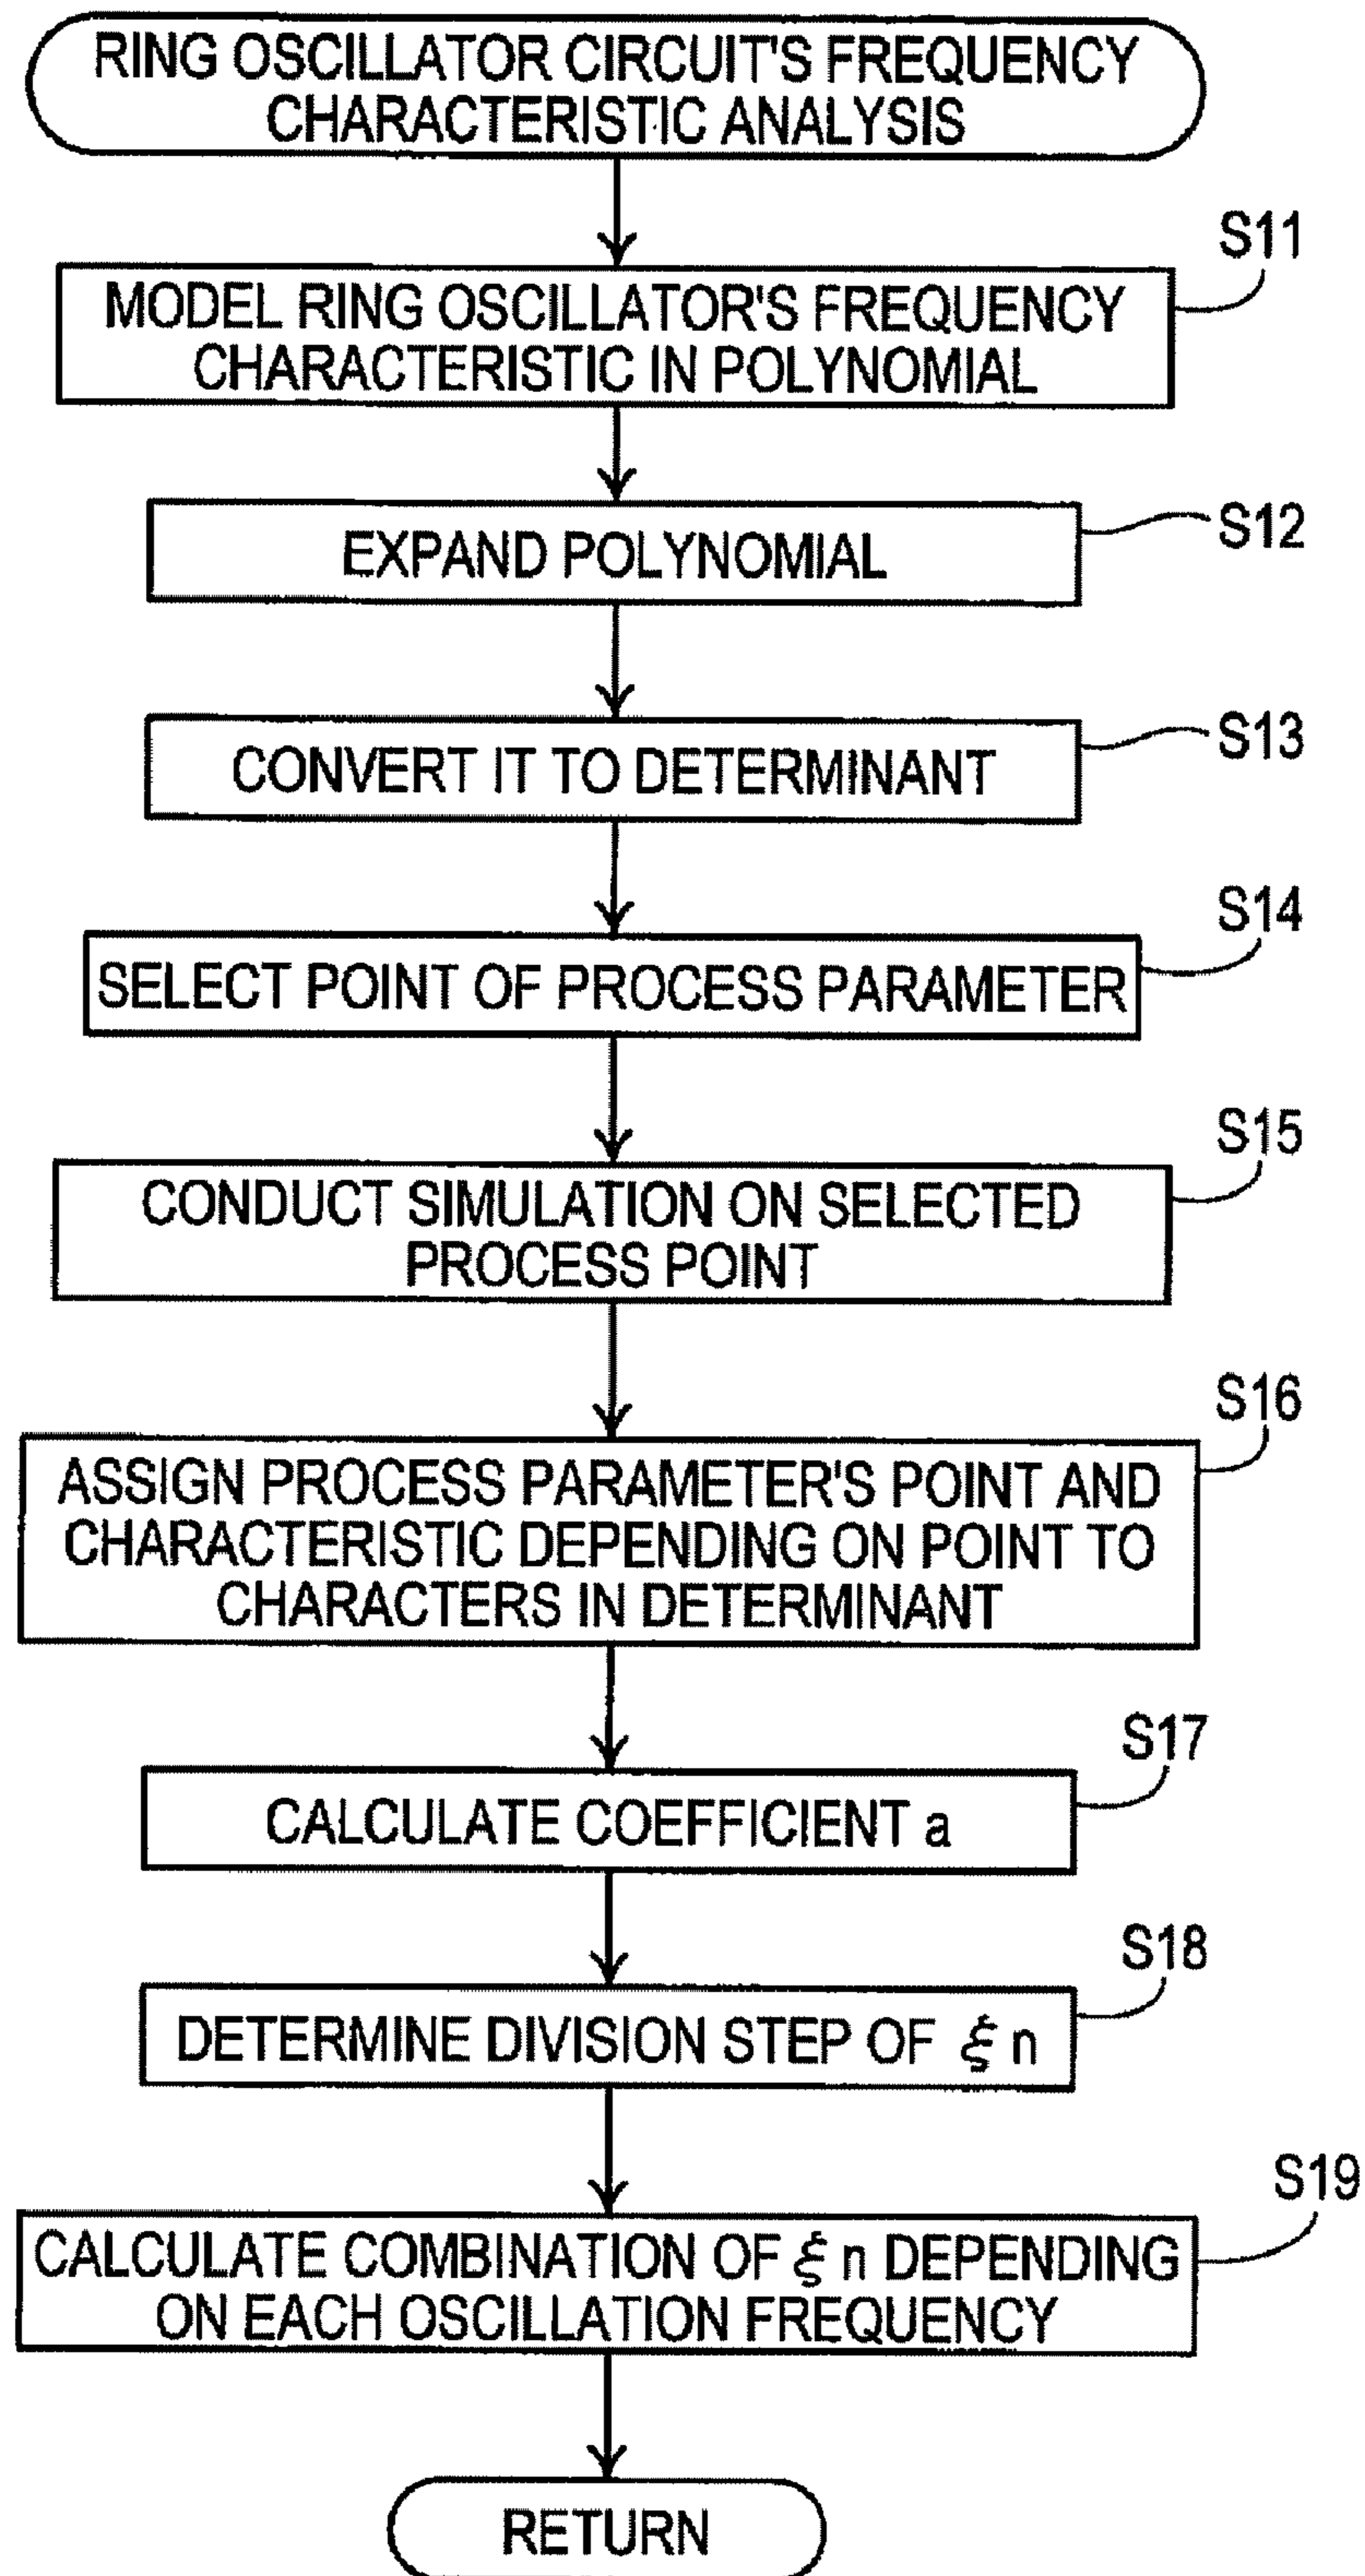 RING OSCILLATOR CIRCUIT'S FREQUENCY
CHARACTERISTIC ANALYSIS
S11
MODEL RING OSCILLATOR'S FREQUENCY
CHARACTERISTIC IN POLYNOMIAL
S12
EXPAND POLYNOMIAL
S13
CONVERT IT TO DETERMINANT
S14
SELECT POINT OF PROCESS PARAMETER
S15
CONDUCT SIMULATION ON SELECTED
PROCESS POINT
S16
ASSIGN PROCESS PARAMETER'S POINT AND
CHARACTERISTIC DEPENDING ON POINT TO
CHARACTERS IN DETERMINANT
S17
CALCULATE COEFFICIENT a
S18
DETERMINE DIVISION STEP OF ξ n
S19
CALCULATE COMBINATION OF ξ n DEPENDING
ON EACH OSCILLATION FREQUENCY
RETURN